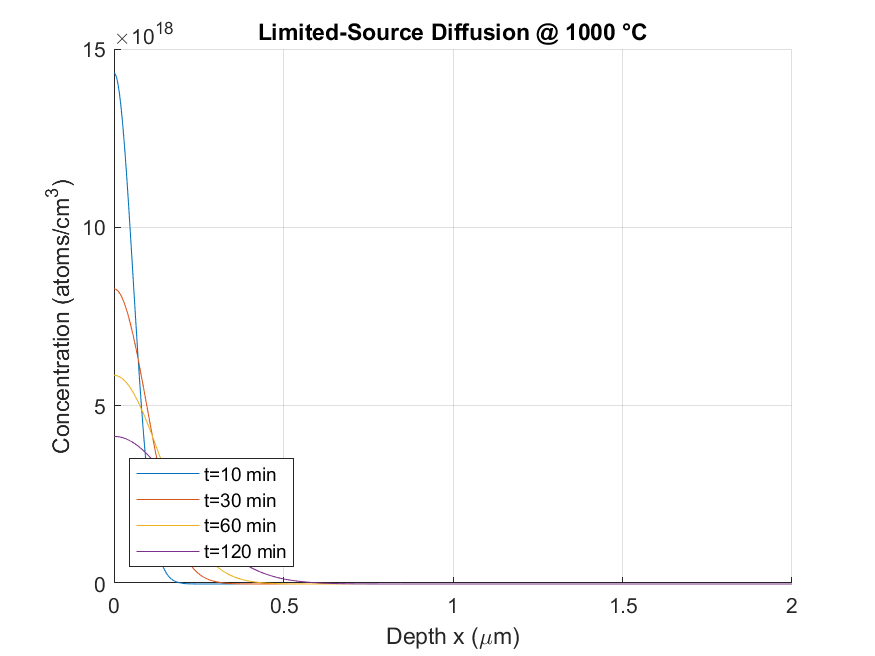 Limited-Source Diffusion @ 1000 °C
×10^18
15
10
5
0
Concentration (atoms/cm^3)
t=10 min
t=30 min
t=60 min
t=120 min
0 0.5 1 1.5 2
Depth x (μm)